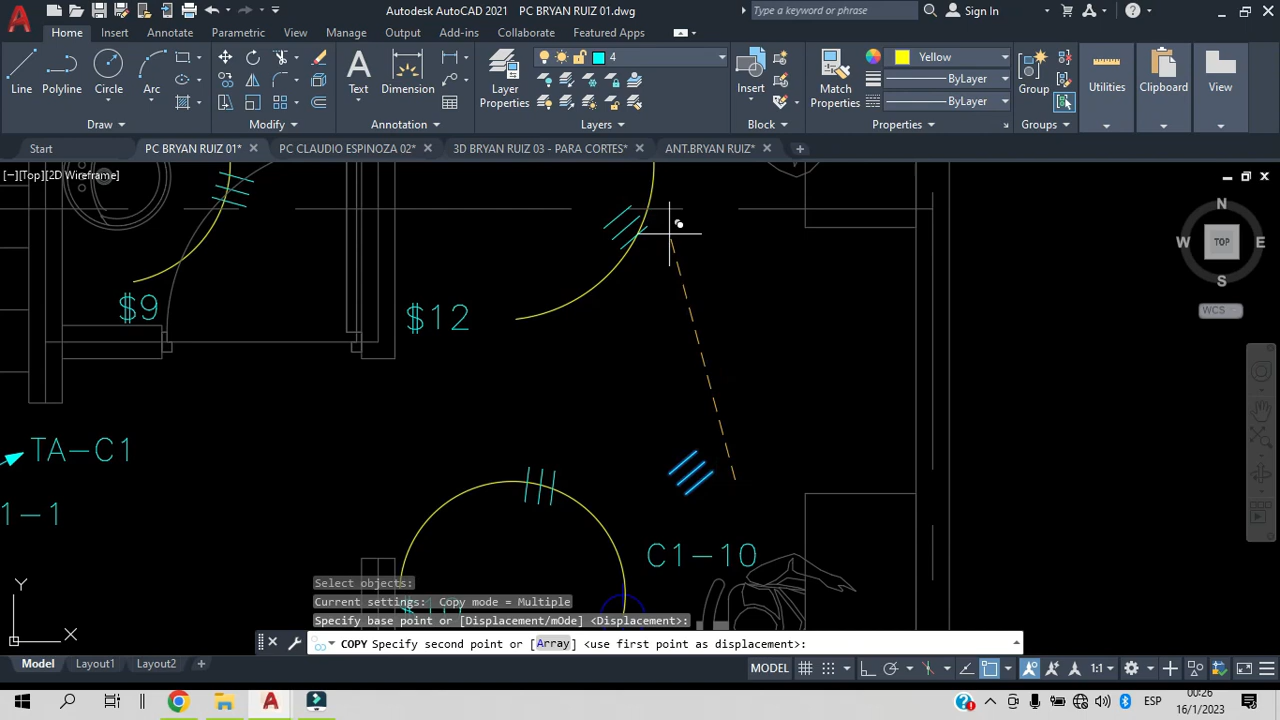 Autodesk AutoCAD 2021 PC BRYAN RUIZ 01.dwg
Type a keyword or phrase
Sign In
Home Insert Annotate Parametric View Manage Output Add-ins Collaborate Featured Apps
4
Yellow
ByLayer
ByLayer
Line Polyline Circle Arc
Text Dimension
Layer Properties
Insert
Match Properties
Group
Utilities Clipboard View
Draw Modify Annotation Layers Block Properties Groups
Start PC BRYAN RUIZ 01* PC CLAUDIO ESPINOZA 02* 3D BRYAN RUIZ 03 - PARA CORTES* ANT.BRYAN RUIZ*
[−][Top][2D Wireframe]
N
W TOP E
S
WCS
$9
$12
TA-C1
1-1
C1-10
Y
X
Select objects:
Current settings: Copy mode = Multiple
Specify base point or [Displacement/mOde] <Displacement>:
COPY Specify second point or [Array] <use first point as displacement>:
Model Layout1 Layout2
MODEL
1:1
ESP
00:26
16/1/2023